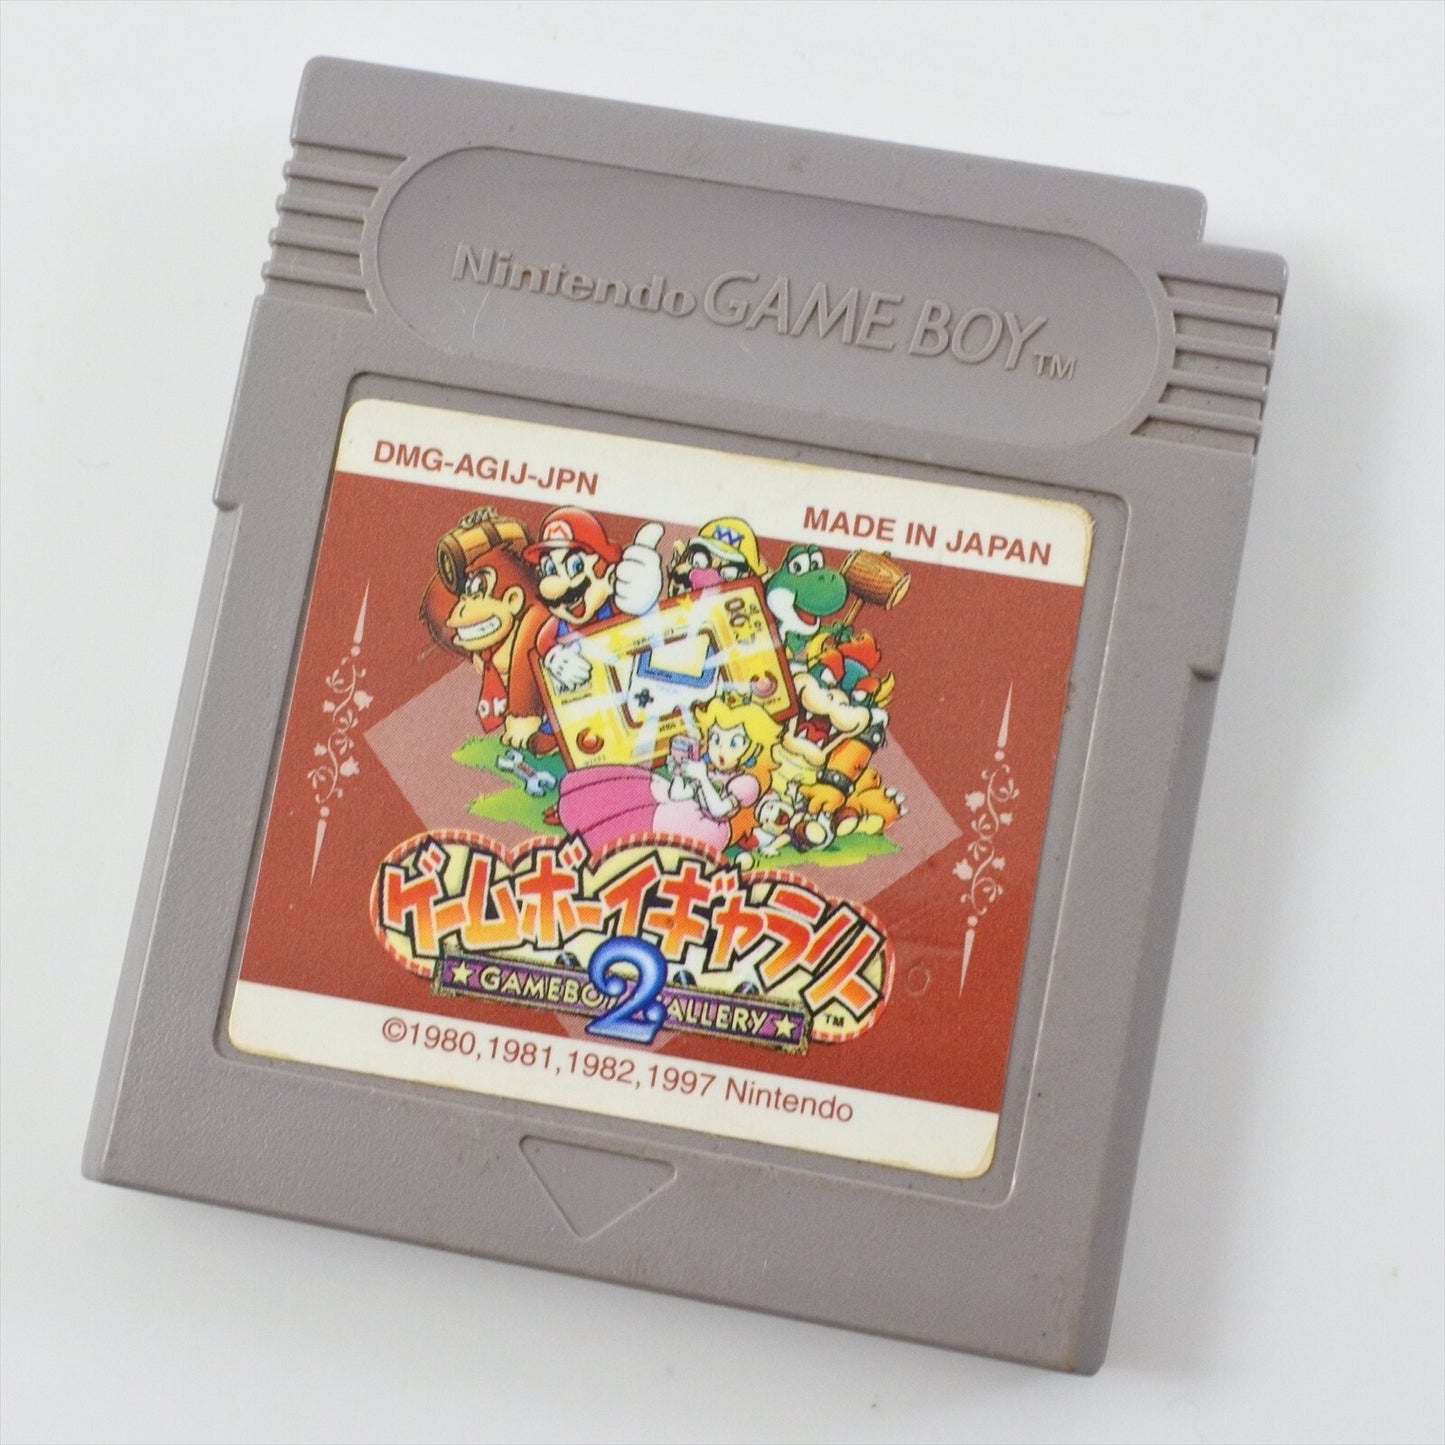 Nintendo GAME BOY™
DMG-AGIJ-JPN
MADE IN JAPAN
ゲームボーイギャラリー
2
★ GAMEBOY GALLERY ★ ™
©1980,1981,1982,1997 Nintendo